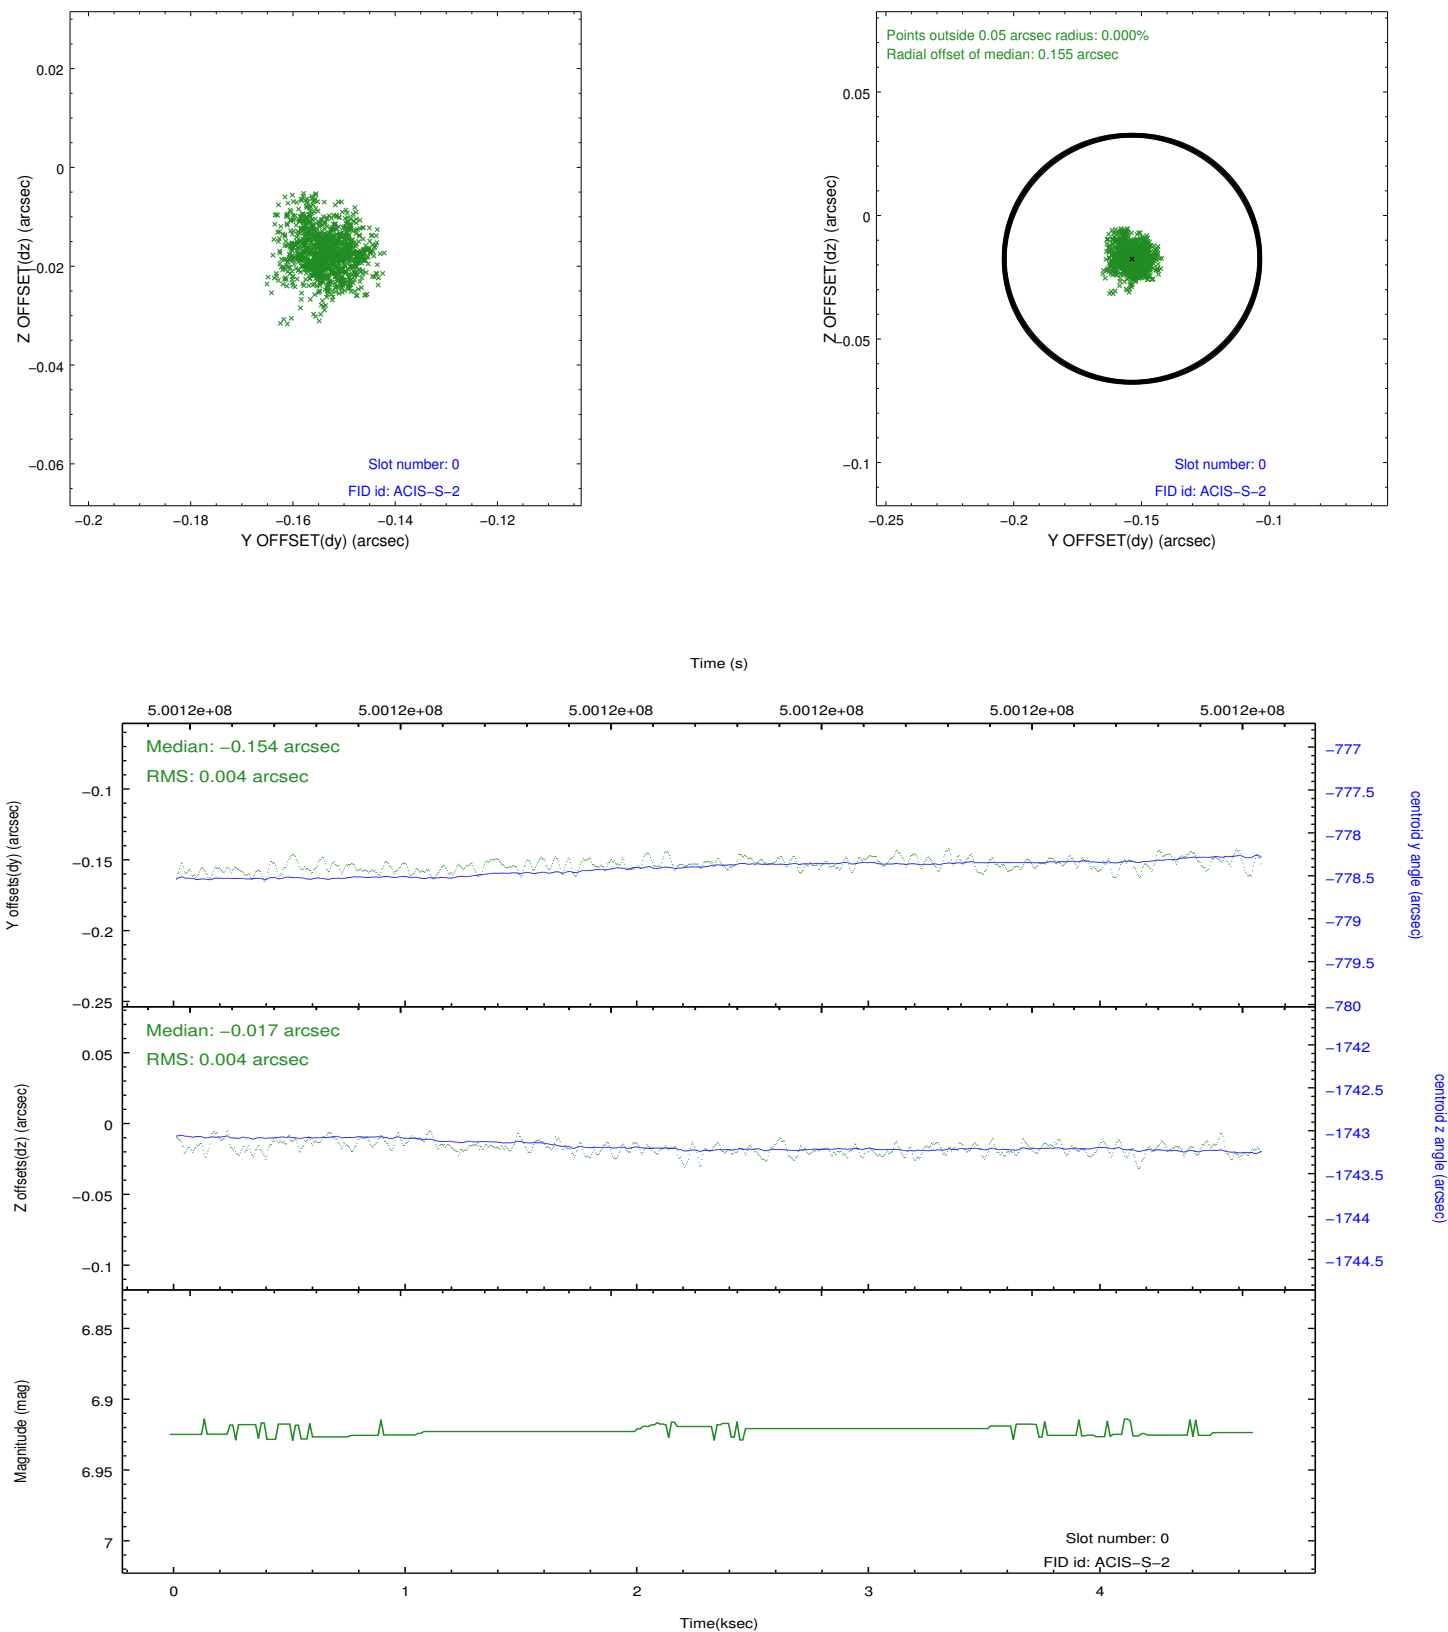 0.02
0
−0.02
−0.04
−0.06
Z OFFSET(dz) (arcsec)
Slot number: 0
FID id: ACIS−S−2
−0.2
−0.18
−0.16
−0.14
−0.12
Y OFFSET(dy) (arcsec)
Points outside 0.05 arcsec radius: 0.000%
Radial offset of median: 0.155 arcsec
0.05
0
−0.05
−0.1
Z OFFSET(dz) (arcsec)
Slot number: 0
FID id: ACIS−S−2
−0.25
−0.2
−0.15
−0.1
Y OFFSET(dy) (arcsec)
Time (s)
5.0012e+08
5.0012e+08
5.0012e+08
5.0012e+08
5.0012e+08
5.0012e+08
Median: −0.154 arcsec
RMS: 0.004 arcsec
−0.1
−0.15
−0.2
−0.25
Y offsets(dy) (arcsec)
−777
−777.5
−778
−778.5
−779
−779.5
−780
centroid y angle (arcsec)
Median: −0.017 arcsec
RMS: 0.004 arcsec
0.05
0
−0.05
−0.1
Z offsets(dz) (arcsec)
−1742
−1742.5
−1743
−1743.5
−1744
−1744.5
centroid z angle (arcsec)
6.85
6.9
6.95
7
Magnitude (mag)
Slot number: 0
FID id: ACIS−S−2
0
1
2
3
4
Time(ksec)